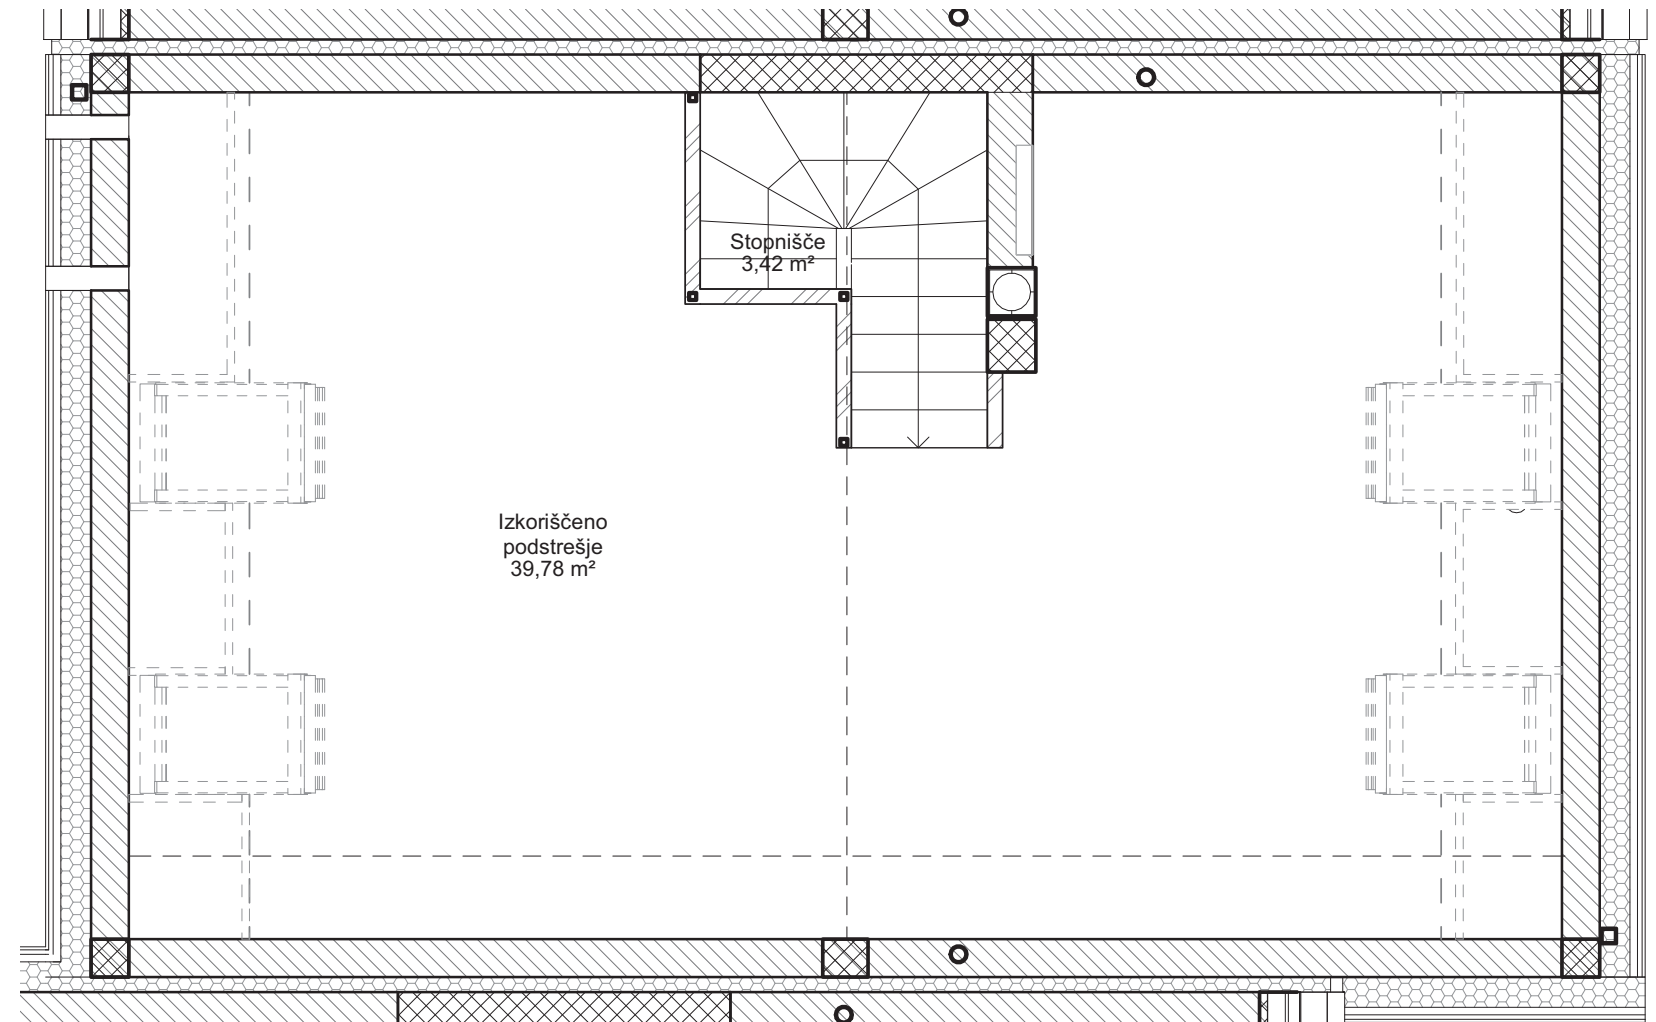 Stopnišče
3,42 m²
Izkoriščeno
podstrešje
39,78 m²